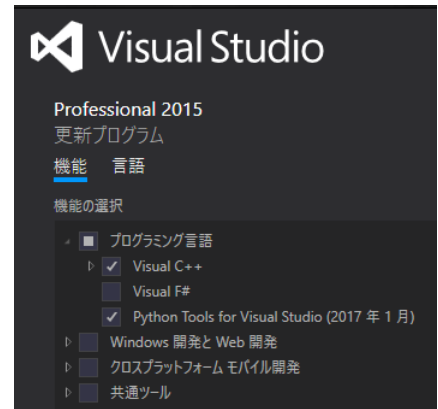 Visual Studio
Professional 2015
更新プログラム
機能 言語
機能の選択
プログラミング言語
Visual C++
Visual F#
Python Tools for Visual Studio (2017 年 1 月)
Windows 開発と Web 開発
クロスプラットフォーム モバイル開発
共通ツール